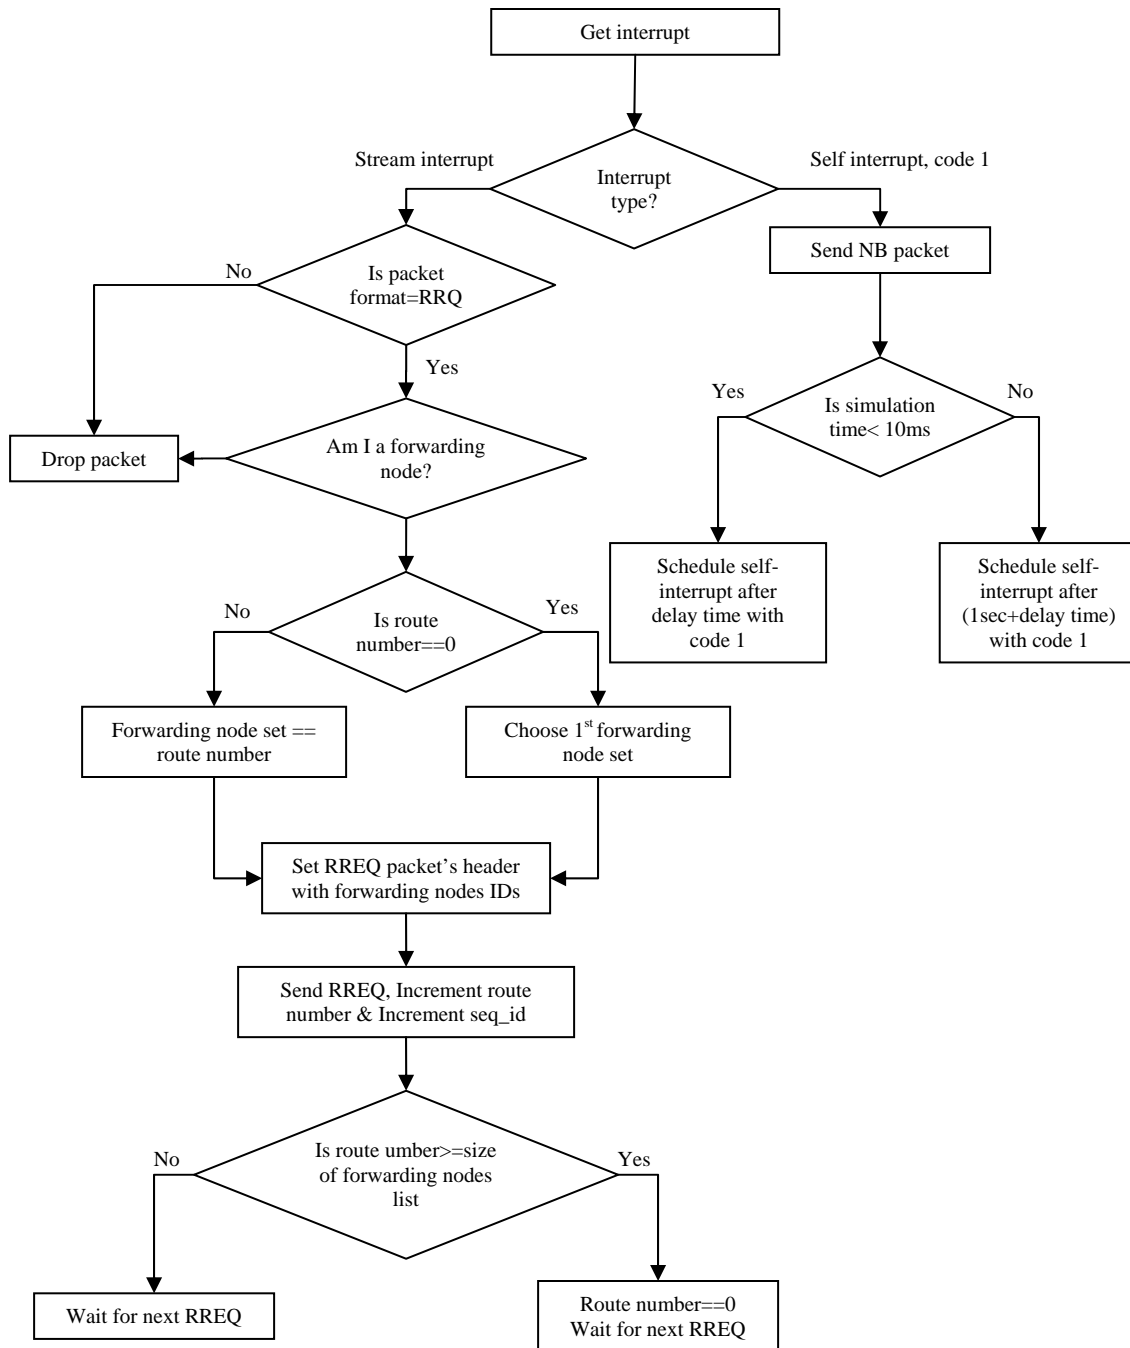 Get interrupt
Stream interrupt
Self interrupt, code 1
Interrupt
type?
Send NB packet
No
Is packet
format=RRQ
Yes
Yes
Is simulation
time< 10ms
No
Drop packet
Am I a forwarding
node?
Schedule self-
interrupt after
delay time with
code 1
Schedule self-
interrupt after
(1sec+delay time)
with code 1
No
Is route
number==0
Yes
Forwarding node set ==
route number
Choose 1st forwarding
node set
Set RREQ packet’s header
with forwarding nodes IDs
Send RREQ, Increment route
number & Increment seq_id
No
Is route umber>=size
of forwarding nodes
list
Yes
Wait for next RREQ
Route number==0
Wait for next RREQ